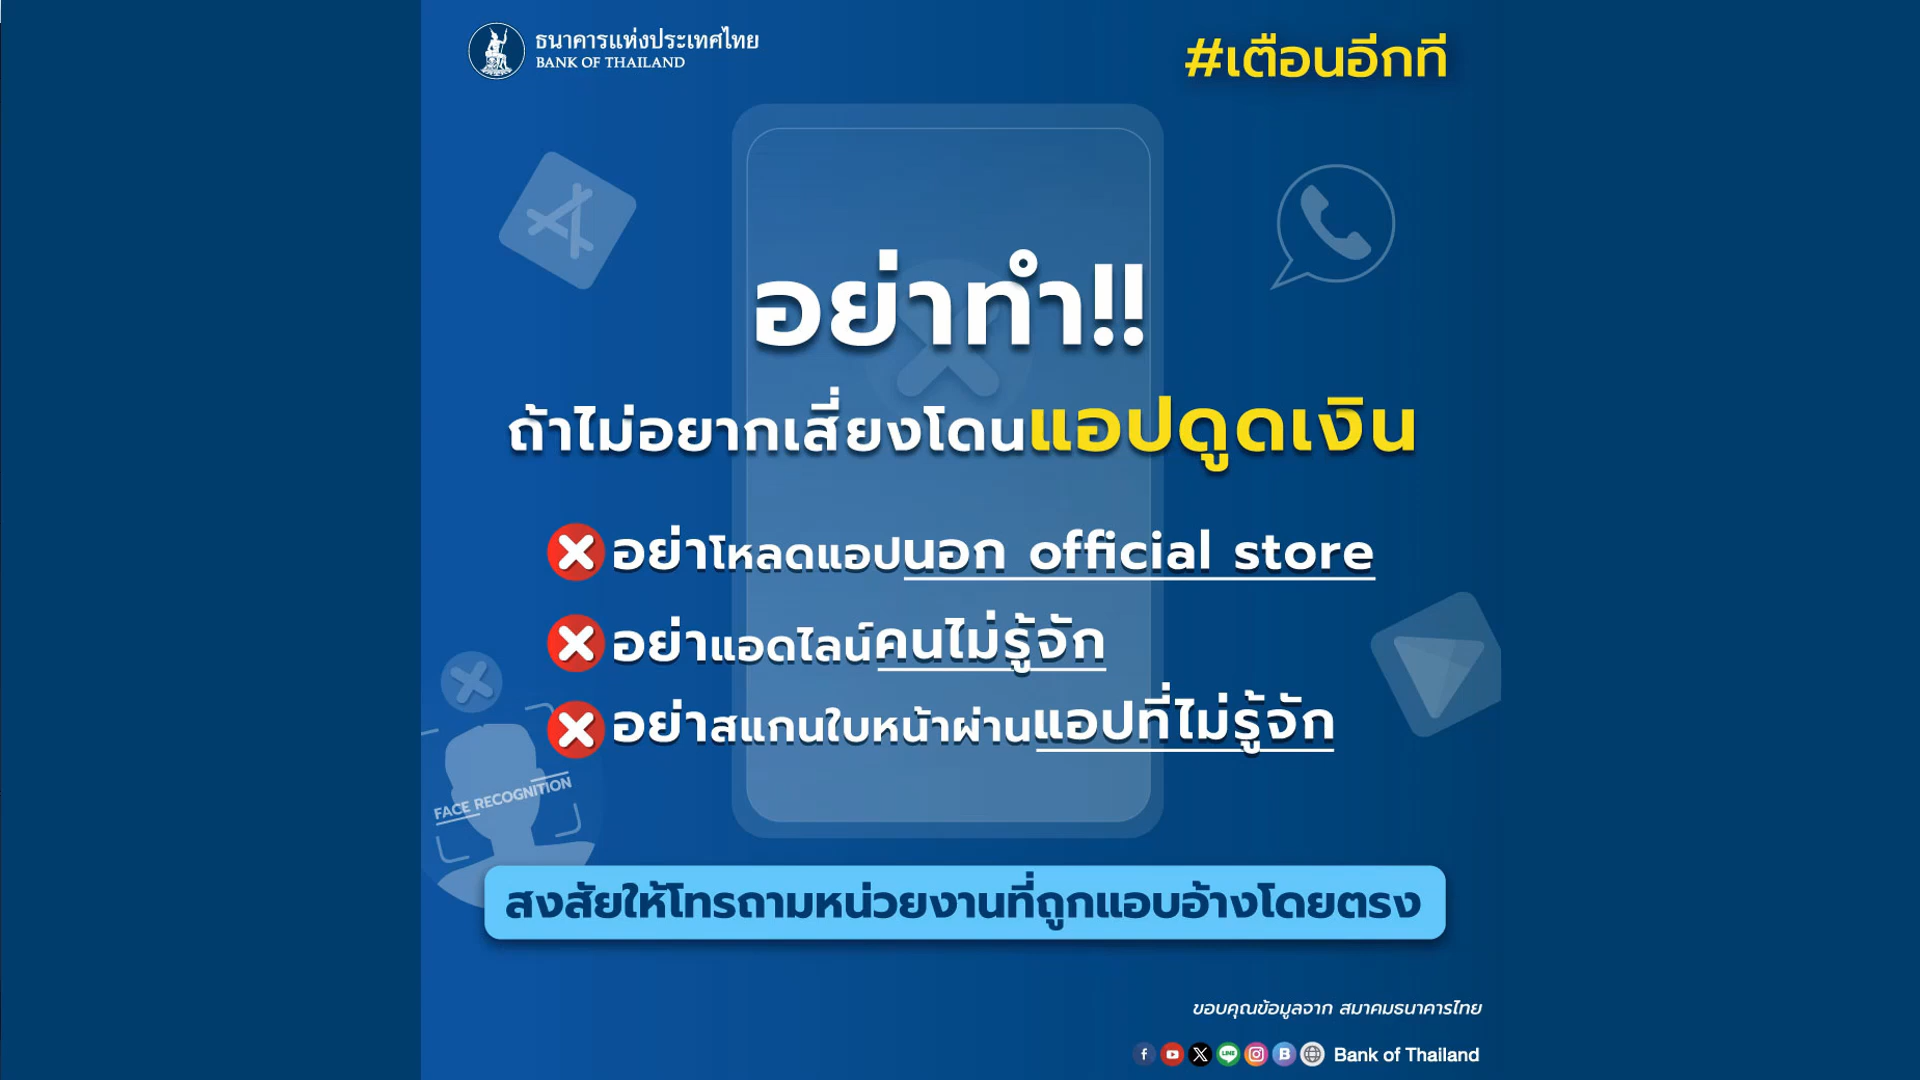 ธนาคารแห่งประเทศไทย
BANK OF THAILAND
#เตือนอีกที
อย่าทำ!!
ถ้าไม่อยากเสี่ยงโดนแอปดูดเงิน
อย่าโหลดแอปนอก official store
อย่าแอดไลน์คนไม่รู้จัก
อย่าสแกนใบหน้าผ่านแอปที่ไม่รู้จัก
FACE RECOGNITION
สงสัยให้โทรถามหน่วยงานที่ถูกแอบอ้างโดยตรง
ขอบคุณข้อมูลจาก สมาคมธนาคารไทย
Bank of Thailand